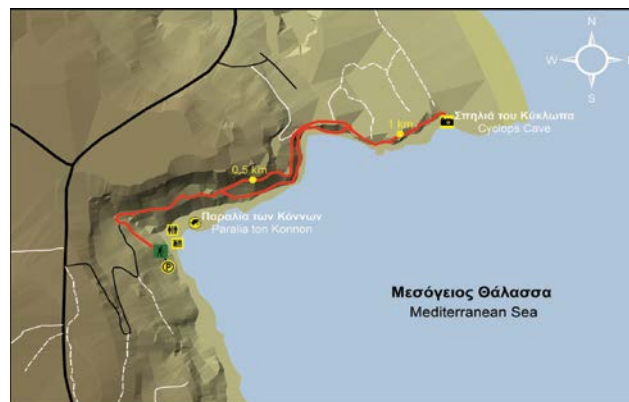 N
W E
S
Σπηλιά του Κύκλωπα
Cyclops Cave
1 km
0,5 km
Παραλία των Κόννων
Paralia ton Konnon
P
Μεσόγειος Θάλασσα
Mediterranean Sea